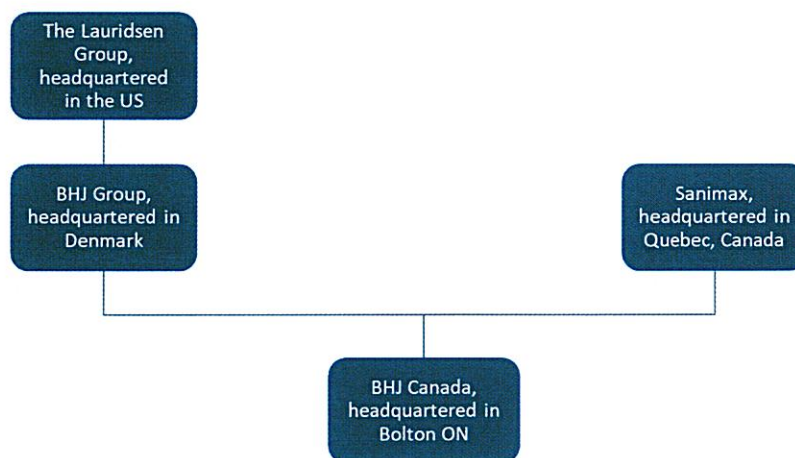 The Lauridsen
Group,
headquartered
in the US
BHJ Group,
headquartered in
Denmark
Sanimax,
headquartered in
Quebec, Canada
BHJ Canada,
headquartered in
Bolton ON